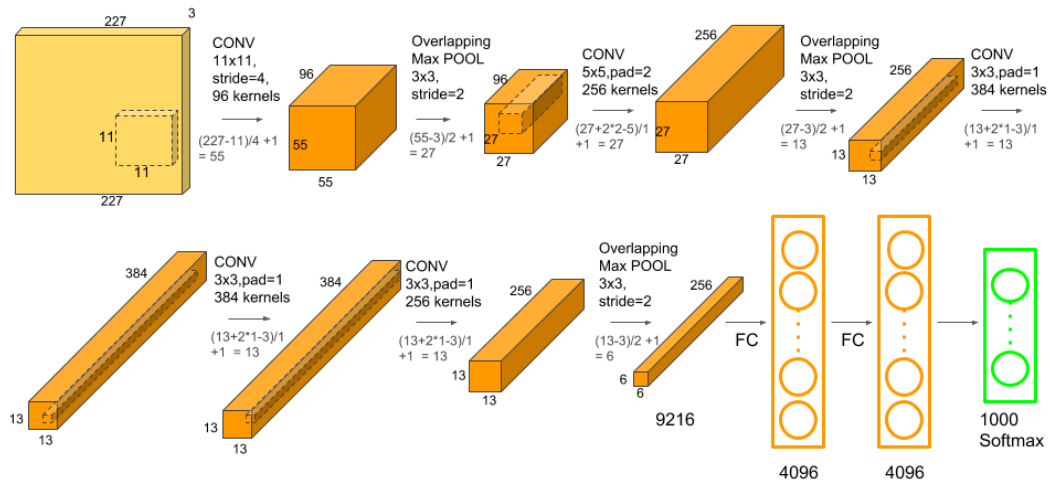 227
3
11
11
227
CONV
11x11,
stride=4,
96 kernels
(227-11)/4 +1
= 55
96
55
55
Overlapping
Max POOL
3x3,
stride=2
(55-3)/2 +1
= 27
96
27
27
CONV
5x5,pad=2
256 kernels
(27+2*2-5)/1
+1 = 27
256
27
27
Overlapping
Max POOL
3x3,
stride=2
(27-3)/2 +1
= 13
256
13
13
CONV
3x3,pad=1
384 kernels
(13+2*1-3)/1
+1 = 13
384
13
13
CONV
3x3,pad=1
384 kernels
(13+2*1-3)/1
+1 = 13
384
13
13
CONV
3x3,pad=1
256 kernels
(13+2*1-3)/1
+1 = 13
256
13
13
Overlapping
Max POOL
3x3,
stride=2
(13-3)/2 +1
= 6
256
6
6
9216
FC
4096
FC
4096
1000
Softmax